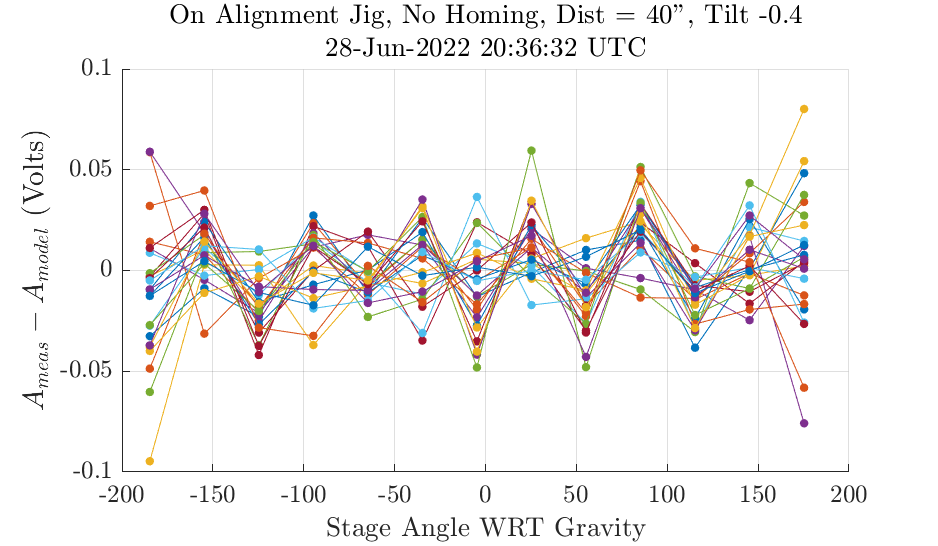 On Alignment Jig, No Homing, Dist = 40”, Tilt -0.4
28-Jun-2022 20:36:32 UTC
A_meas − A_model (Volts)
0.1
0.05
0
-0.05
-0.1
-200 -150 -100 -50 0 50 100 150 200
Stage Angle WRT Gravity